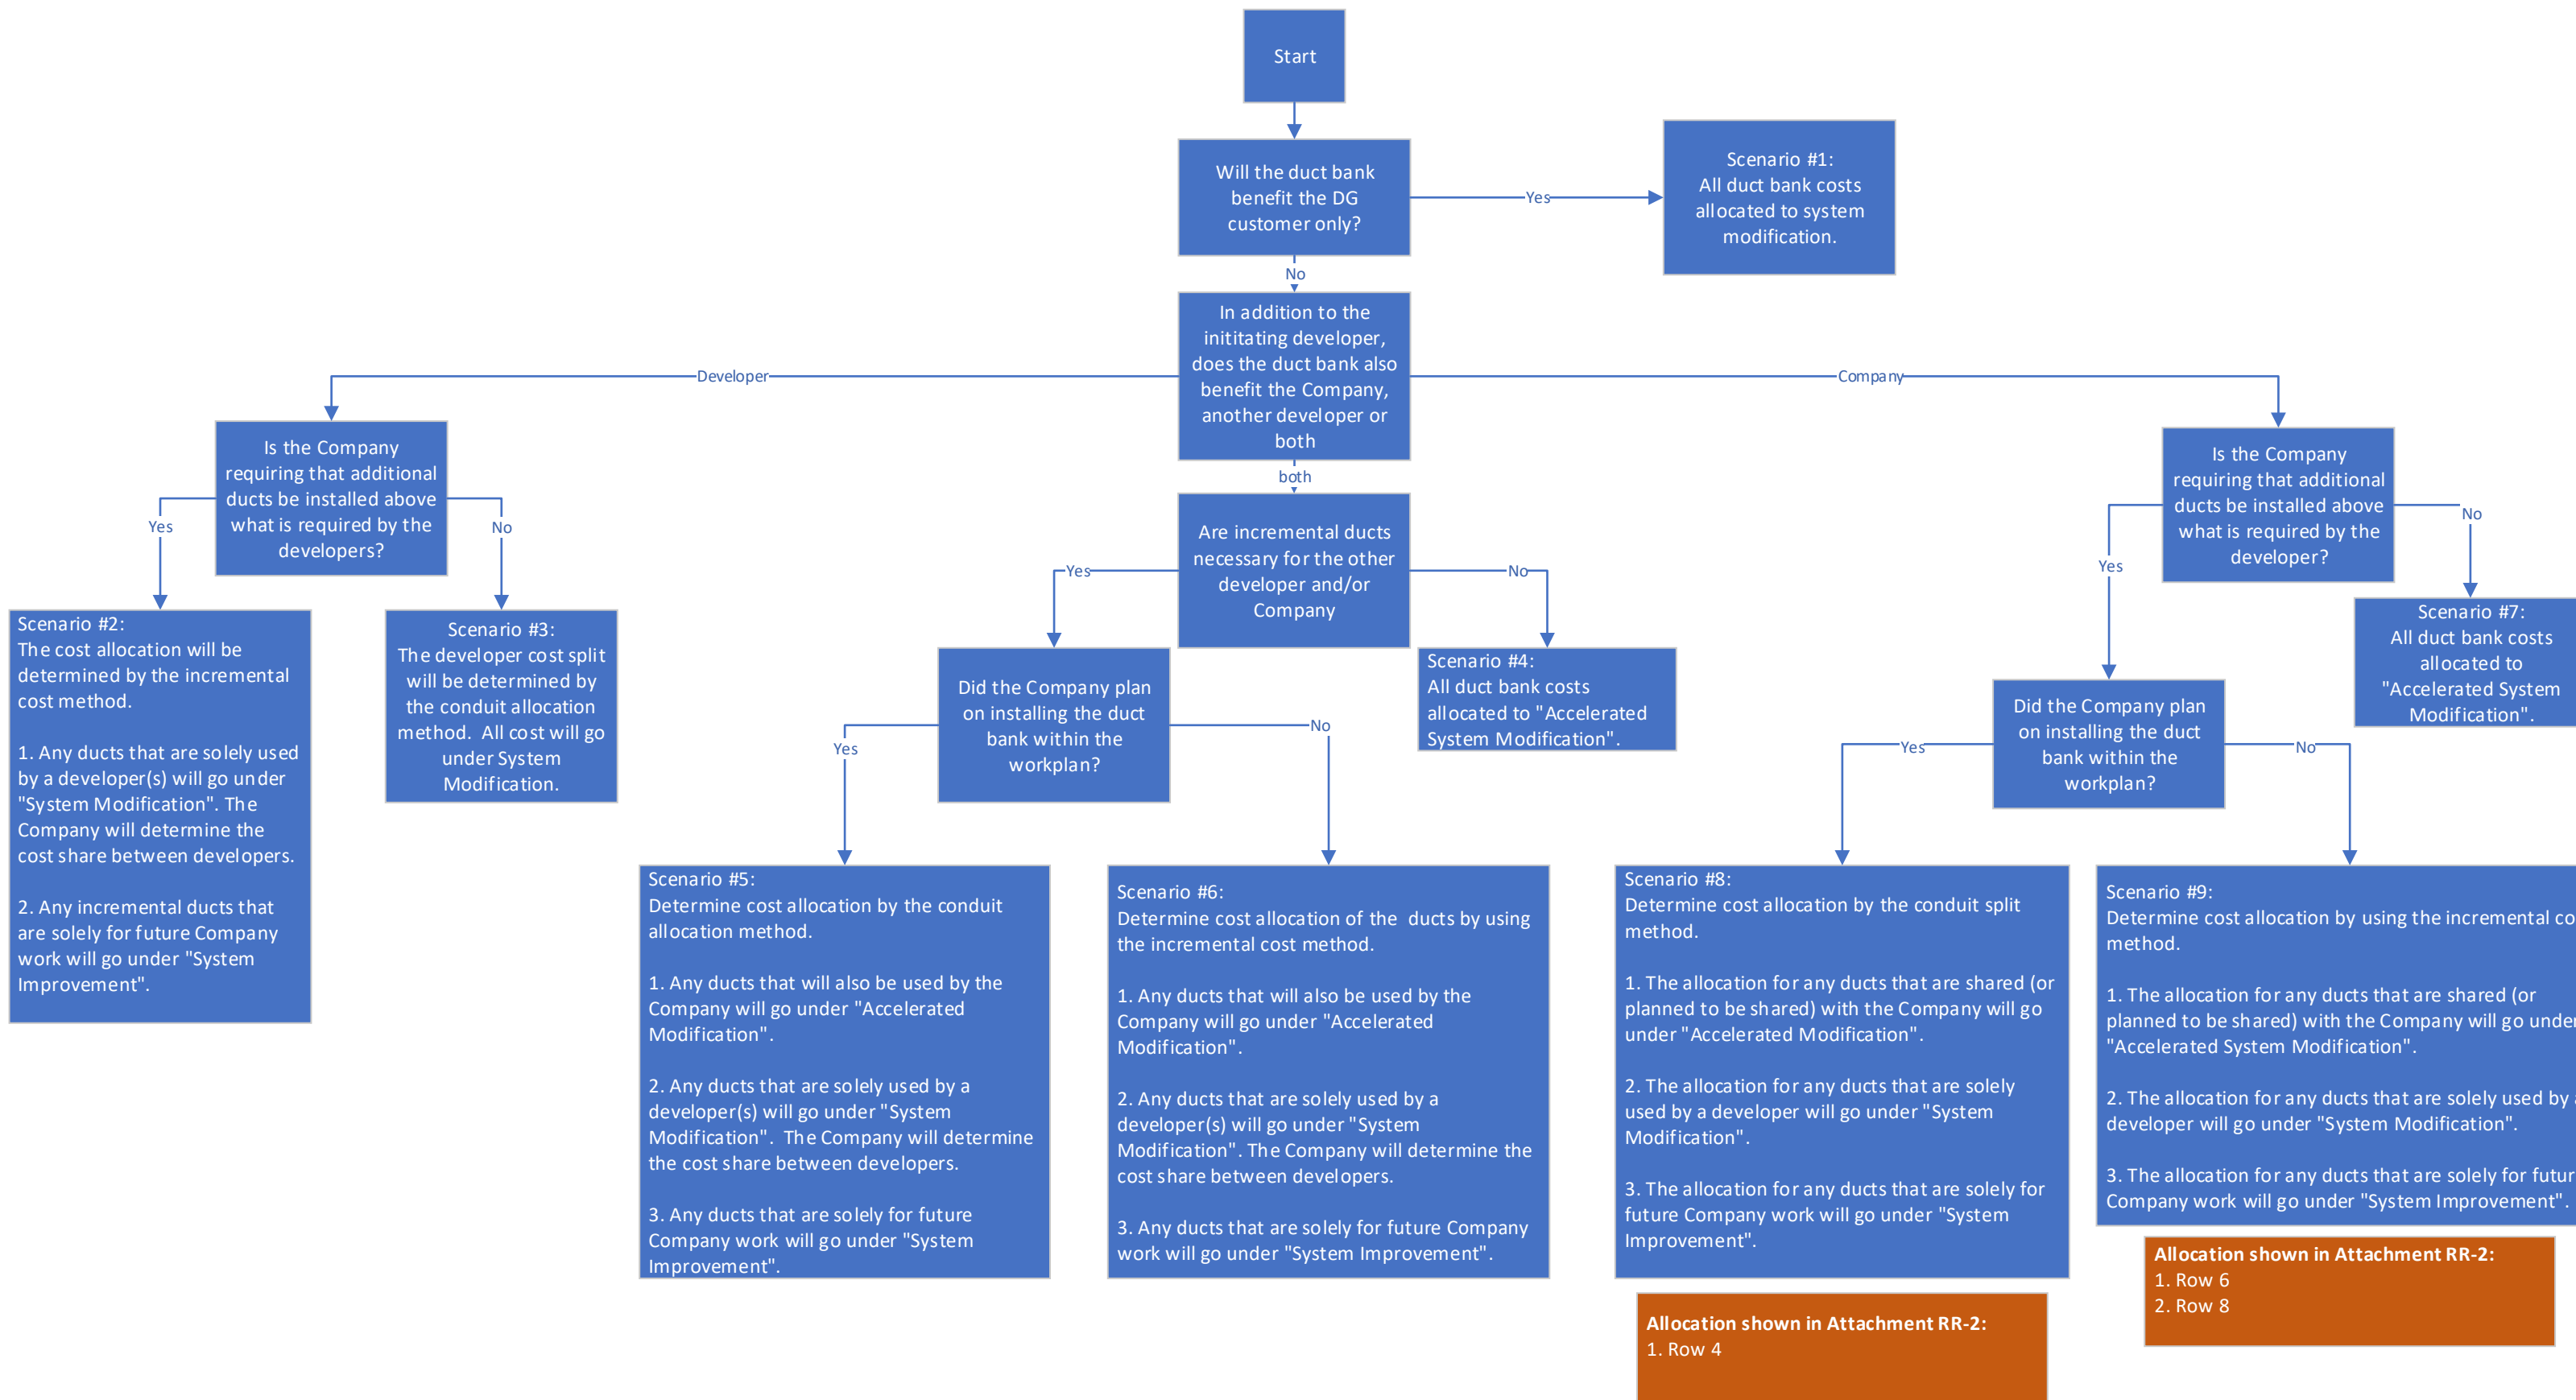 Start
Will the duct bank
benefit the DG
customer only?
Yes
Scenario #1:
All duct bank costs
allocated to system
modification.
No
In addition to the
inititating developer,
does the duct bank also
benefit the Company,
another developer or
both
Developer
Company
both
Is the Company
requiring that additional
ducts be installed above
what is required by the
developers?
Yes
No
Scenario #2:
The cost allocation will be
determined by the incremental
cost method.
1. Any ducts that are solely used
by a developer(s) will go under
"System Modification". The
Company will determine the
cost share between developers.
2. Any incremental ducts that
are solely for future Company
work will go under "System
Improvement".
Scenario #3:
The developer cost split
will be determined by
the conduit allocation
method.  All cost will go
under System
Modification.
Are incremental ducts
necessary for the other
developer and/or
Company
Yes
No
Scenario #4:
All duct bank costs
allocated to "Accelerated
System Modification".
Did the Company plan
on installing the duct
bank within the
workplan?
Yes
No
Scenario #5:
Determine cost allocation by the conduit
allocation method.
1. Any ducts that will also be used by the
Company will go under "Accelerated
Modification".
2. Any ducts that are solely used by a
developer(s) will go under "System
Modification".  The Company will determine
the cost share between developers.
3. Any ducts that are solely for future
Company work will go under "System
Improvement".
Scenario #6:
Determine cost allocation of the  ducts by using
the incremental cost method.
1. Any ducts that will also be used by the
Company will go under "Accelerated
Modification".
2. Any ducts that are solely used by a
developer(s) will go under "System
Modification". The Company will determine the
cost share between developers.
3. Any ducts that are solely for future Company
work will go under "System Improvement".
Is the Company
requiring that additional
ducts be installed above
what is required by the
developer?
Yes
No
Scenario #7:
All duct bank costs
allocated to
"Accelerated System
Modification".
Did the Company plan
on installing the duct
bank within the
workplan?
Yes
No
Scenario #8:
Determine cost allocation by the conduit split
method.
1. The allocation for any ducts that are shared (or
planned to be shared) with the Company will go
under "Accelerated Modification".
2. The allocation for any ducts that are solely
used by a developer will go under "System
Modification".
3. The allocation for any ducts that are solely for
future Company work will go under "System
Improvement".
Allocation shown in Attachment RR-2:
1. Row 4
Scenario #9:
Determine cost allocation by using the incremental
method.
1. The allocation for any ducts that are shared (or
planned to be shared) with the Company will go under
"Accelerated System Modification".
2. The allocation for any ducts that are solely used by a
developer will go under "System Modification".
3. The allocation for any ducts that are solely for
Company work will go under "System Improvement".
Allocation shown in Attachment RR-2:
1. Row 6
2. Row 8